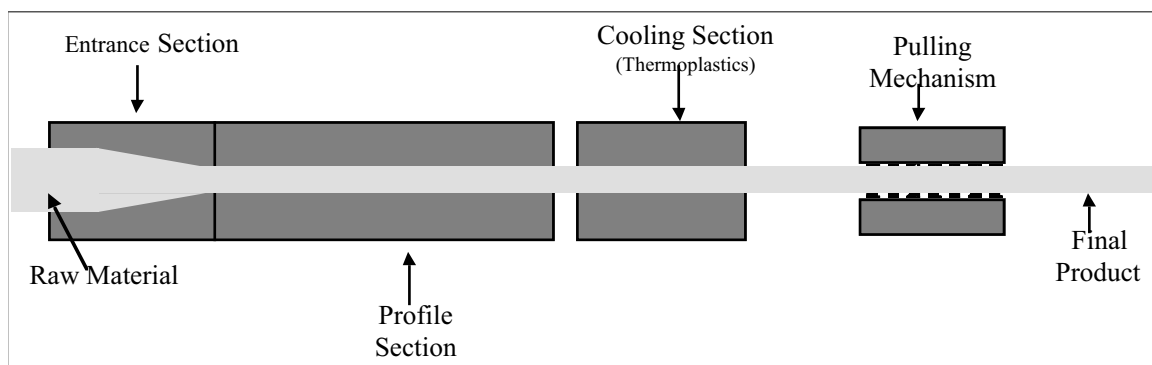 Entrance Section
Cooling Section
(Thermoplastics)
Pulling
Mechanism
Raw Material
Profile
Section
Final
Product